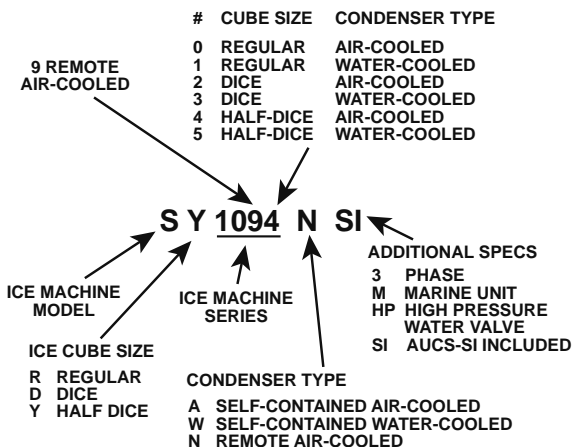 # CUBE SIZE CONDENSER TYPE
0 REGULAR AIR-COOLED
1 REGULAR WATER-COOLED
2 DICE AIR-COOLED
3 DICE WATER-COOLED
4 HALF-DICE AIR-COOLED
5 HALF-DICE WATER-COOLED
9 REMOTE
AIR-COOLED
S Y 1094 N SI
ICE MACHINE
MODEL
ICE MACHINE
SERIES
ADDITIONAL SPECS
3 PHASE
M MARINE UNIT
HP HIGH PRESSURE
WATER VALVE
SI AUCS-SI INCLUDED
ICE CUBE SIZE
R REGULAR
D DICE
Y HALF DICE
CONDENSER TYPE
A SELF-CONTAINED AIR-COOLED
W SELF-CONTAINED WATER-COOLED
N REMOTE AIR-COOLED